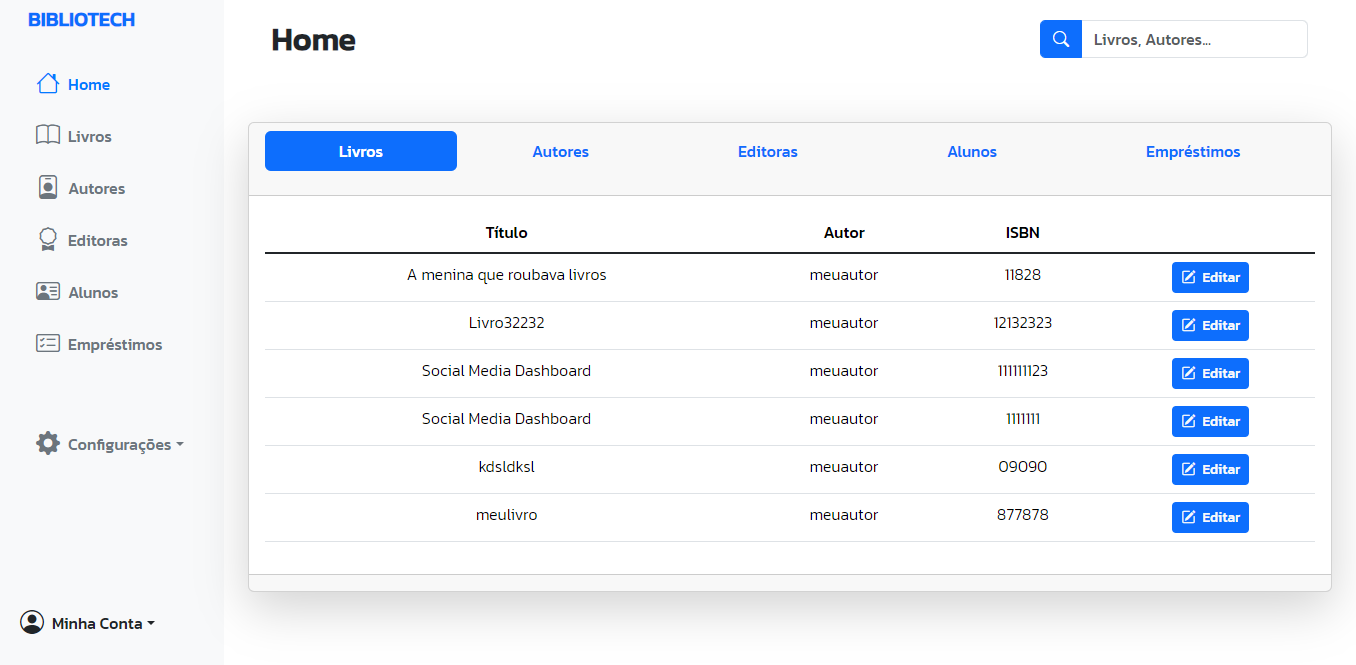 BIBLIOTECH
Home
Livros
Autores
Editoras
Alunos
Empréstimos
Configurações
Minha Conta
Home
Livros, Autores...
Livros Autores Editoras Alunos Empréstimos
Título Autor ISBN
A menina que roubava livros meuautor 11828 Editar
Livro32232 meuautor 12132323 Editar
Social Media Dashboard meuautor 111111123 Editar
Social Media Dashboard meuautor 1111111 Editar
kdsldksl meuautor 09090 Editar
meulivro meuautor 877878 Editar